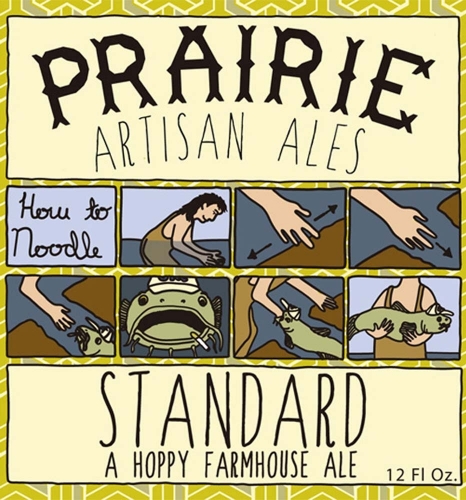 PRAIRIE
ARTISAN ALES
How to
Noodle
STANDARD
A HOPPY FARMHOUSE ALE
12 Fl Oz.